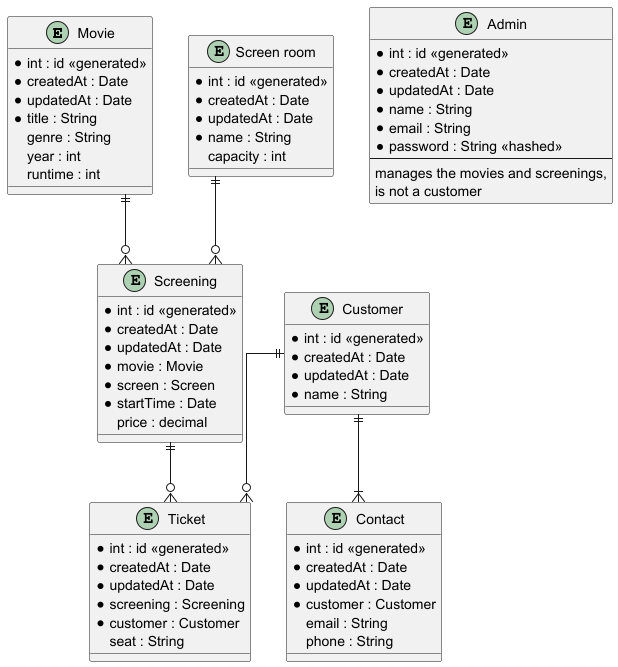 E Movie
• int : id «generated»
• createdAt : Date
• updatedAt : Date
• title : String
genre : String
year : int
runtime : int
E Screen room
• int : id «generated»
• createdAt : Date
• updatedAt : Date
• name : String
capacity : int
E Admin
• int : id «generated»
• createdAt : Date
• updatedAt : Date
• name : String
• email : String
• password : String «hashed»
manages the movies and screenings,
is not a customer
E Screening
• int : id «generated»
• createdAt : Date
• updatedAt : Date
• movie : Movie
• screen : Screen
• startTime : Date
price : decimal
E Customer
• int : id «generated»
• createdAt : Date
• updatedAt : Date
• name : String
E Ticket
• int : id «generated»
• createdAt : Date
• updatedAt : Date
• screening : Screening
• customer : Customer
seat : String
E Contact
• int : id «generated»
• createdAt : Date
• updatedAt : Date
• customer : Customer
email : String
phone : String